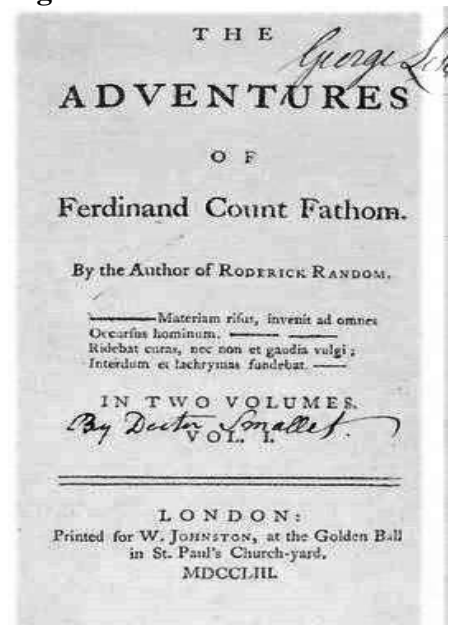 THE
George
ADVENTURES
OF
Ferdinand Count Fathom.
By the Author of RODERICK RANDOM.
———Materiam risus, invenit ad omnes
Occursus hominum. ——— ———
Ridebat curas, nec non et gaudia vulgi;
Interdum et lachrymas fundebat. ——
IN TWO VOLUMES.
By Doctor Smallet.
VOL. I.
LONDON:
Printed for W. JOHNSTON, at the Golden Ball
in St. Paul's Church-yard.
MDCCLIII.